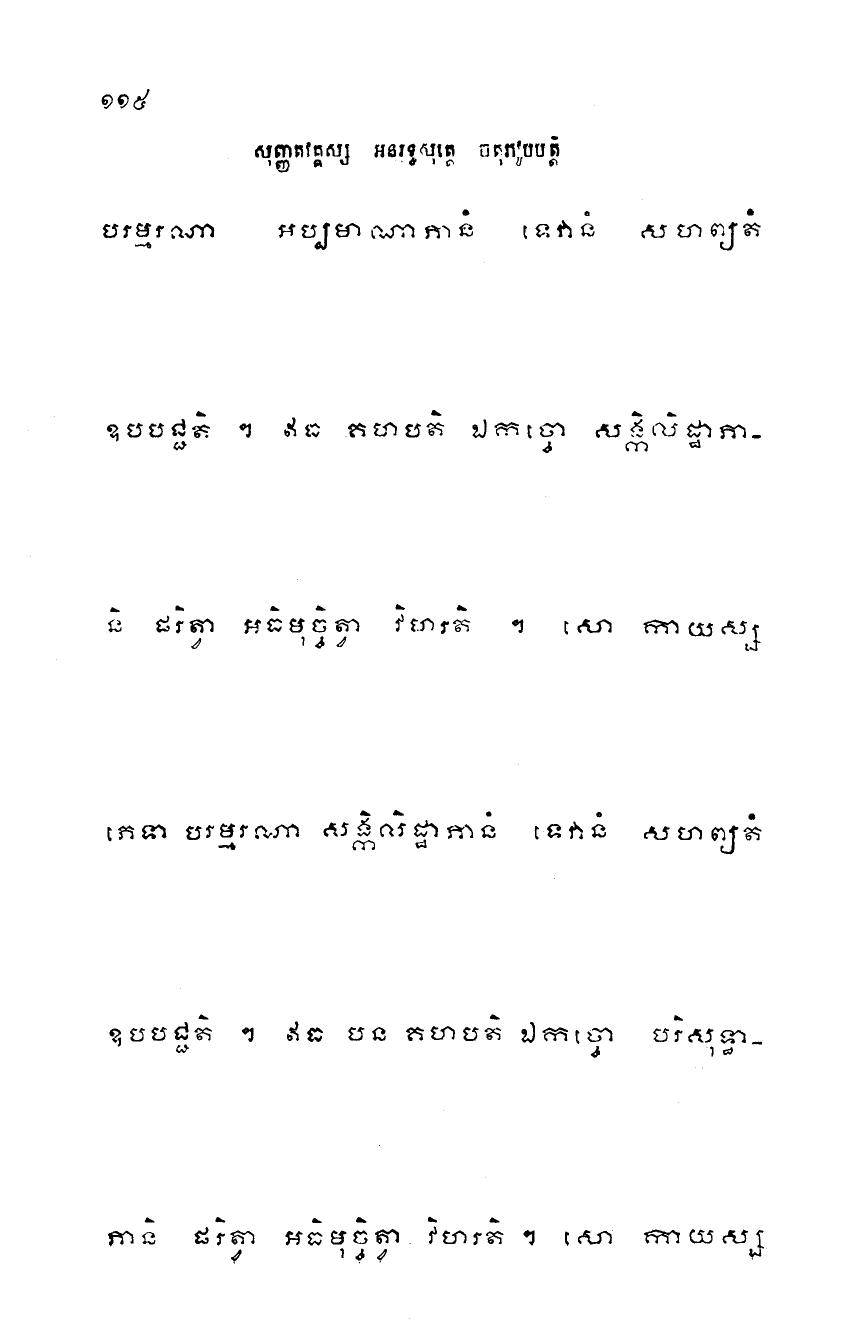 ១១៥
សុញ្ញតវគ្គស្ស អនុរុទ្ធសុត្តេ ចតុភវូបបត្តិ
បរម្មរណា អប្បមាណាភានំ ទេវានំ សហព្យតំ
ឧបបជ្ជតិ ។ ឥធ គហបតិ ឯកច្ចោ សង្កិលិដ្ឋាភា-
និ ផរិត្វា អធិមុច្ចិត្វា វិហរតិ ។ សោ កាយស្ស
ភេទា បរម្មរណា សង្កិលិដ្ឋាភានំ ទេវានំ សហព្យតំ
ឧបបជ្ជតិ ។ ឥធ បន គហបតិ ឯកច្ចោ បរិសុទ្ធា-
ភានិ ផរិត្វា អធិមុច្ចិត្វា វិហរតិ ។ សោ កាយស្ស